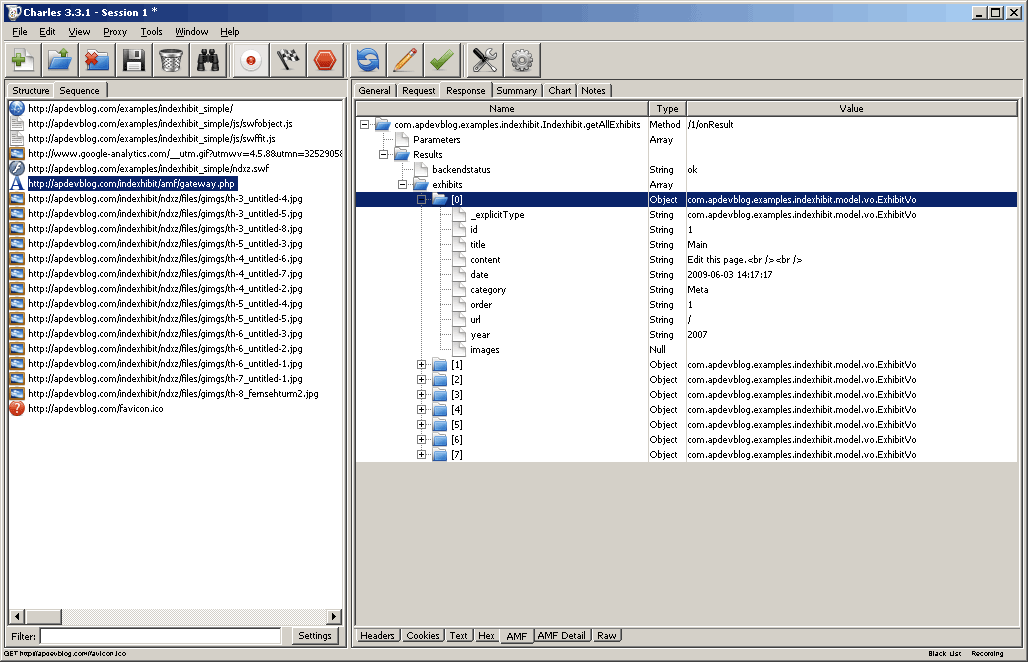 Charles 3.3.1 - Session 1 *
File Edit View Proxy Tools Window Help
Structure Sequence
http://apdevblog.com/examples/indexhibit_simple/
http://apdevblog.com/examples/indexhibit_simple/js/swfobject.js
http://apdevblog.com/examples/indexhibit_simple/js/swffit.js
http://www.google-analytics.com/__utm.gif?utmwv=4.5.8&utmn=32529058
http://apdevblog.com/examples/indexhibit_simple/ndxz.swf
http://apdevblog.com/indexhibit/amf/gateway.php
http://apdevblog.com/indexhibit/ndxz/files/gimgs/th-3_untitled-4.jpg
http://apdevblog.com/indexhibit/ndxz/files/gimgs/th-3_untitled-5.jpg
http://apdevblog.com/indexhibit/ndxz/files/gimgs/th-3_untitled-8.jpg
http://apdevblog.com/indexhibit/ndxz/files/gimgs/th-5_untitled-3.jpg
http://apdevblog.com/indexhibit/ndxz/files/gimgs/th-4_untitled-6.jpg
http://apdevblog.com/indexhibit/ndxz/files/gimgs/th-4_untitled-7.jpg
http://apdevblog.com/indexhibit/ndxz/files/gimgs/th-4_untitled-2.jpg
http://apdevblog.com/indexhibit/ndxz/files/gimgs/th-5_untitled-4.jpg
http://apdevblog.com/indexhibit/ndxz/files/gimgs/th-5_untitled-5.jpg
http://apdevblog.com/indexhibit/ndxz/files/gimgs/th-6_untitled-3.jpg
http://apdevblog.com/indexhibit/ndxz/files/gimgs/th-6_untitled-2.jpg
http://apdevblog.com/indexhibit/ndxz/files/gimgs/th-6_untitled-1.jpg
http://apdevblog.com/indexhibit/ndxz/files/gimgs/th-7_untitled-1.jpg
http://apdevblog.com/indexhibit/ndxz/files/gimgs/th-8_fernsehturm2.jpg
http://apdevblog.com/favicon.ico
Filter: Settings
General Request Response Summary Chart Notes
Name Type Value
com.apdevblog.examples.indexhibit.Indexhibit.getAllExhibits Method /1/onResult
Parameters Array
Results
backendstatus String ok
exhibits Array
[0] Object com.apdevblog.examples.indexhibit.model.vo.ExhibitVo
_explicitType String com.apdevblog.examples.indexhibit.model.vo.ExhibitVo
id String 1
title String Main
content String Edit this page.<br /><br />
date String 2009-06-03 14:17:17
category String Meta
order String 1
url String /
year String 2007
images Null
[1] Object com.apdevblog.examples.indexhibit.model.vo.ExhibitVo
[2] Object com.apdevblog.examples.indexhibit.model.vo.ExhibitVo
[3] Object com.apdevblog.examples.indexhibit.model.vo.ExhibitVo
[4] Object com.apdevblog.examples.indexhibit.model.vo.ExhibitVo
[5] Object com.apdevblog.examples.indexhibit.model.vo.ExhibitVo
[6] Object com.apdevblog.examples.indexhibit.model.vo.ExhibitVo
[7] Object com.apdevblog.examples.indexhibit.model.vo.ExhibitVo
Headers Cookies Text Hex AMF AMF Detail Raw
GET http://apdevblog.com/favicon.ico Black List Recording